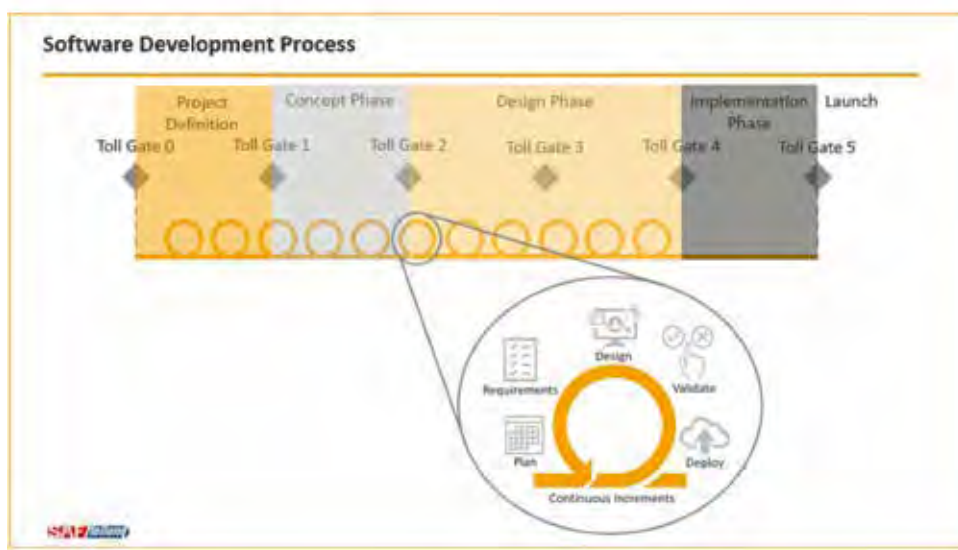 Software Development Process
Project
Definition
Concept Phase
Design Phase
Implementation
Phase
Launch
Toll Gate 0
Toll Gate 1
Toll Gate 2
Toll Gate 3
Toll Gate 4
Toll Gate 5
Design
Requirements
Validate
Plan
Deploy
Continuous Increments